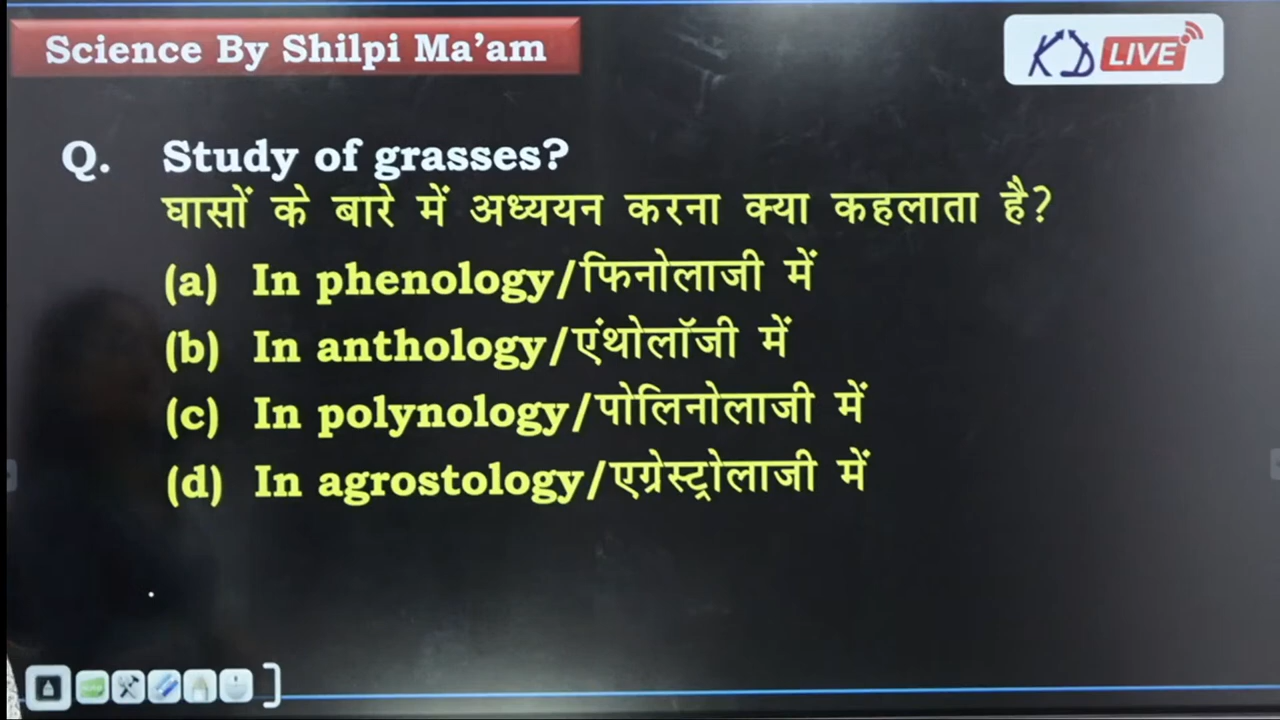 Science By Shilpi Ma’am
KD LIVE
Q. Study of grasses?
घासों के बारे में अध्ययन करना क्या कहलाता है?
(a) In phenology/फिनोलाजी में
(b) In anthology/एंथोलॉजी में
(c) In polynology/पोलिनोलाजी में
(d) In agrostology/एग्रेस्ट्रोलाजी में